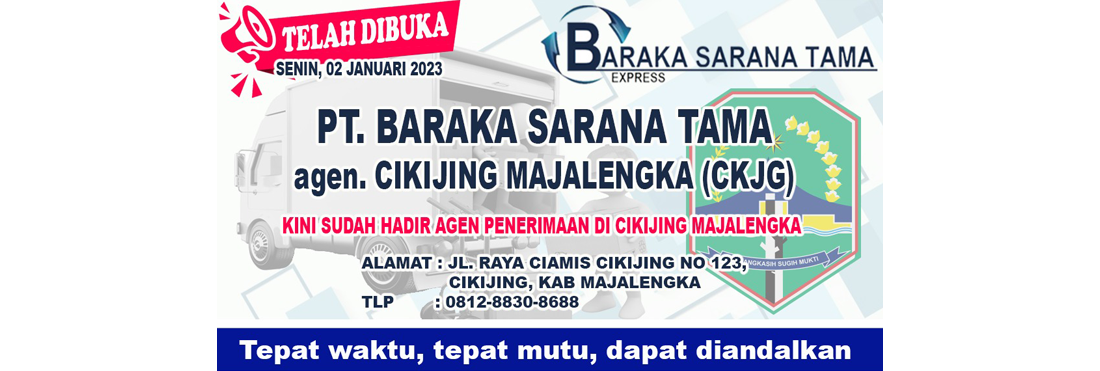 TELAH DIBUKA
SENIN, 02 JANUARI 2023
BARAKA SARANA TAMA
EXPRESS
PT. BARAKA SARANA TAMA
agen. CIKIJING MAJALENGKA (CKJG)
KINI SUDAH HADIR AGEN PENERIMAAN DI CIKIJING MAJALENGKA
ALAMAT : JL. RAYA CIAMIS CIKIJING NO 123,
CIKIJING, KAB MAJALENGKA
TLP : 0812-8830-8688
SUGIH MUKTI
Tepat waktu, tepat mutu, dapat diandalkan